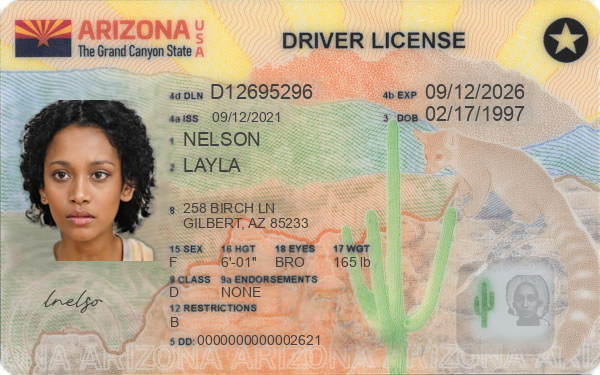 ARIZONA USA
The Grand Canyon State
DRIVER LICENSE
4d DLN D12695296
4b EXP 09/12/2026
4a ISS 09/12/2021
3 DOB 02/17/1997
1 NELSON
2 LAYLA
8 258 BIRCH LN
GILBERT, AZ 85233
15 SEX 16 HGT 18 EYES 17 WGT
F 6'-01" BRO 165 lb
9 CLASS 9a ENDORSEMENTS
D NONE
12 RESTRICTIONS
B
lnelso
5 DD: 0000000000002621
ARIZONA ARIZONA ARIZONA ARIZONA